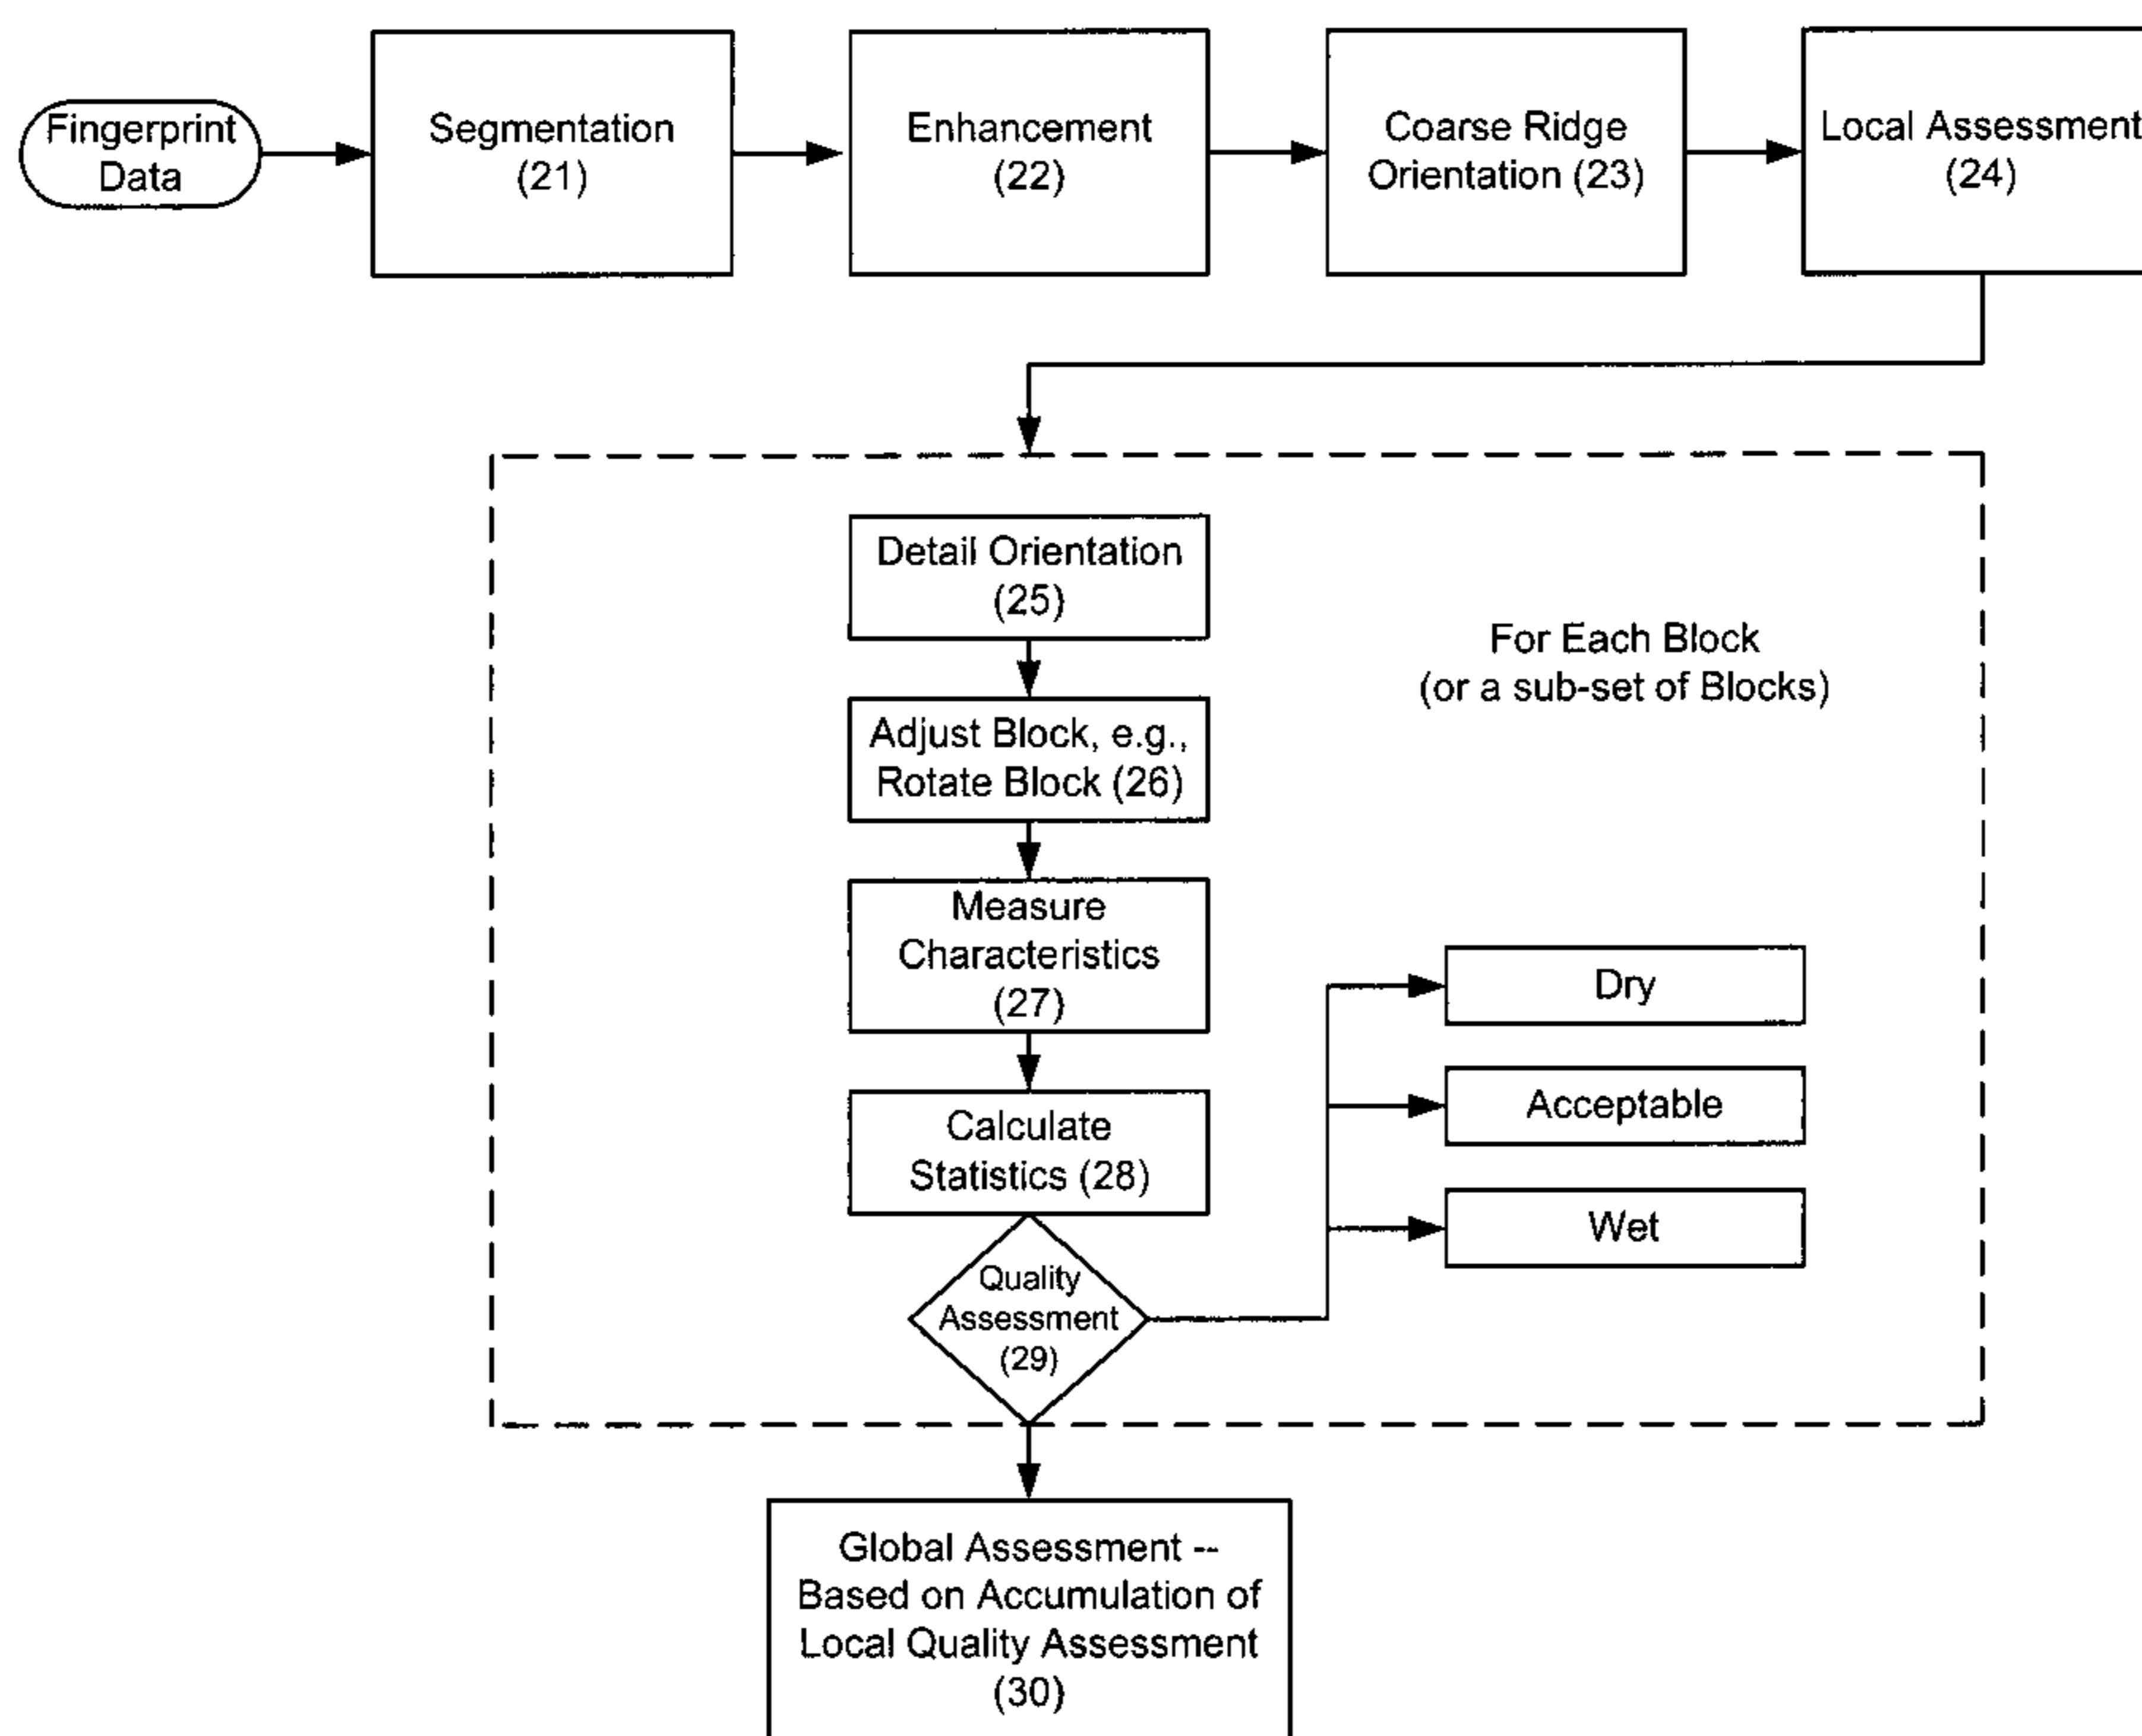 Fingerprint
Data
Segmentation
(21)
Enhancement
(22)
Coarse Ridge
Orientation (23)
Local Assessment
(24)
Detail Orientation
(25)
For Each Block
(or a sub-set of Blocks)
Adjust Block, e.g.,
Rotate Block (26)
Measure
Characteristics
(27)
Calculate
Statistics (28)
Quality
Assessment
(29)
Dry
Acceptable
Wet
Global Assessment --
Based on Accumulation of
Local Quality Assessment
(30)